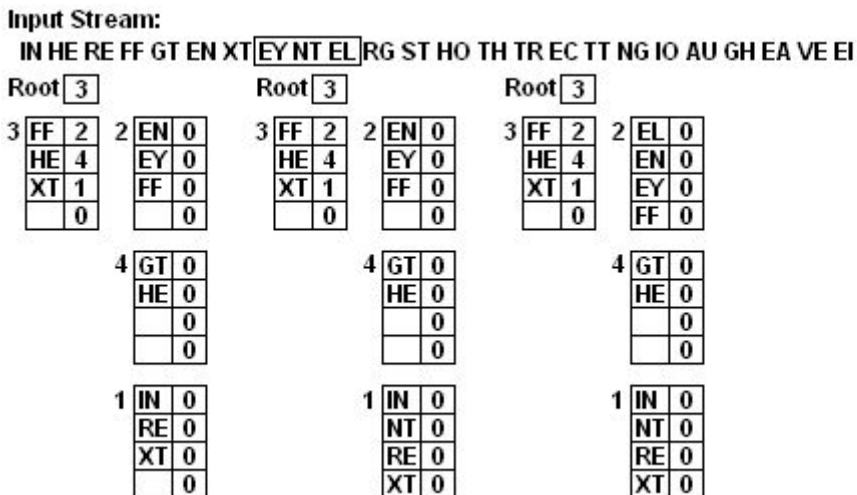 Input Stream:
IN HE RE FF GT EN XT EY NT EL RG ST HO TH TR EC TT NG IO AU GH EA VE EI
Root 3 Root 3 Root 3
3 FF 2 2 EN 0 3 FF 2 2 EN 0 3 FF 2 2 EL 0
HE 4 EY 0 HE 4 EY 0 HE 4 EN 0
XT 1 FF 0 XT 1 FF 0 XT 1 EY 0
0 0 0 0 0 FF 0
4 GT 0 4 GT 0 4 GT 0
HE 0 HE 0 HE 0
0 0 0
0 0 0
1 IN 0 1 IN 0 1 IN 0
RE 0 NT 0 NT 0
XT 0 RE 0 RE 0
0 XT 0 XT 0